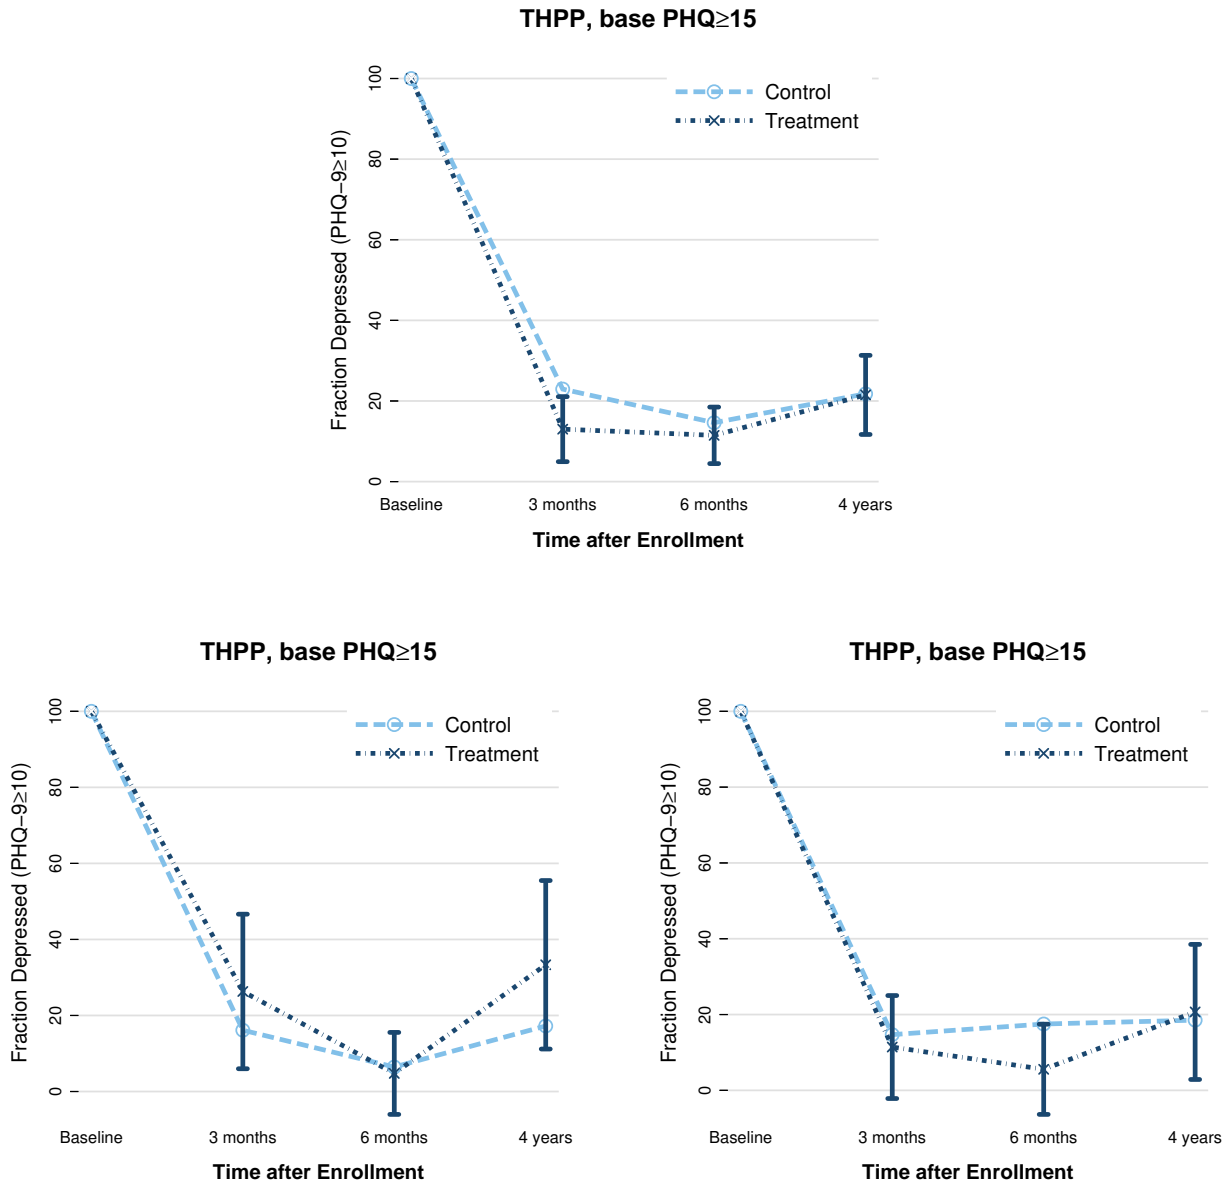 THPP, base PHQ≥15
Control
Treatment
Fraction Depressed (PHQ−9≥10)
100
80
60
40
20
0
Baseline
3 months
6 months
4 years
Time after Enrollment
THPP, base PHQ≥15
Control
Treatment
Fraction Depressed (PHQ−9≥10)
100
80
60
40
20
0
Baseline
3 months
6 months
4 years
Time after Enrollment
THPP, base PHQ≥15
Control
Treatment
Fraction Depressed (PHQ−9≥10)
100
80
60
40
20
0
Baseline
3 months
6 months
4 years
Time after Enrollment